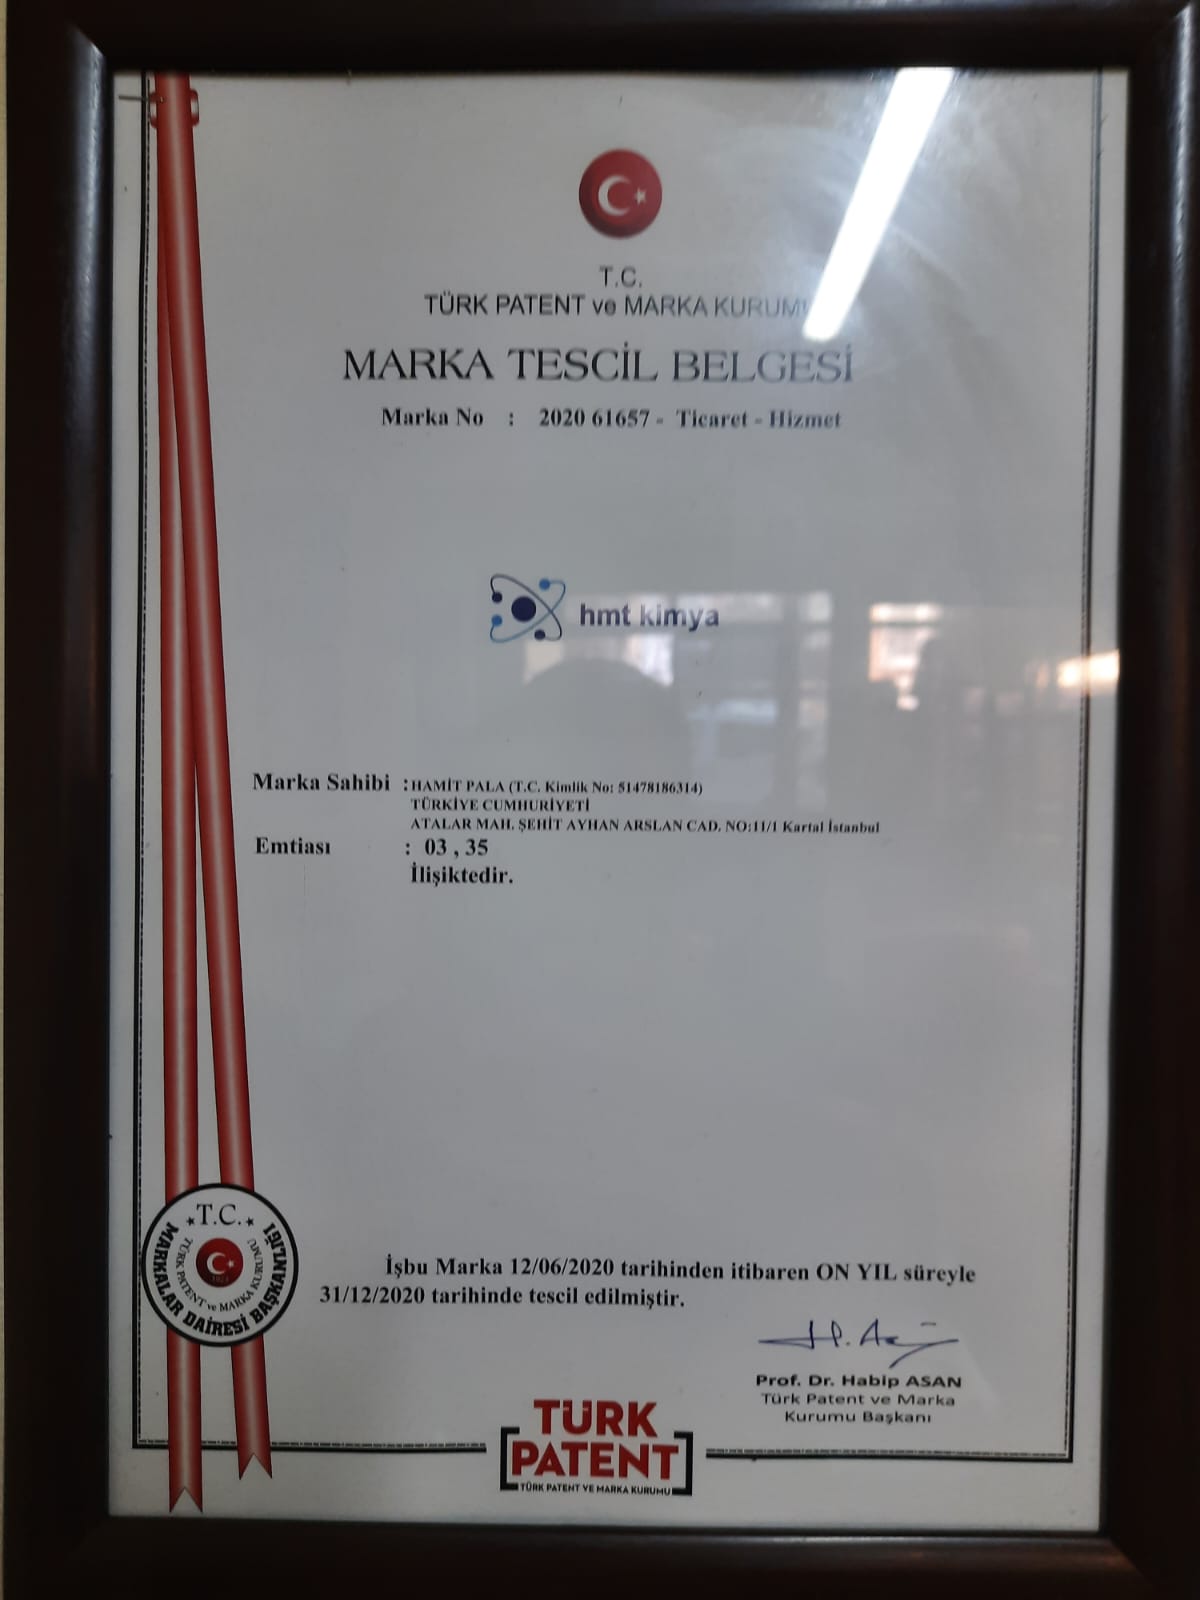 T.C.
TÜRK PATENT ve MARKA KURUMU
MARKA TESCİL BELGESİ
Marka No : 2020 61657 - Ticaret - Hizmet
hmt kimya
Marka Sahibi : HAMİT PALA (T.C. Kimlik No: 51478186314)
TÜRKİYE CUMHURİYETİ
ATALAR MAH. ŞEHİT AYHAN ARSLAN CAD. NO:11/1 Kartal İstanbul
Emtiası : 03 , 35
İlişiktedir.
T.C.
TÜRK PATENT ve MARKA KURUMU
1923
MARKALAR DAİRESİ BAŞKANLIĞI
İşbu Marka 12/06/2020 tarihinden itibaren ON YIL süreyle
31/12/2020 tarihinde tescil edilmiştir.
H. Asan
Prof. Dr. Habip ASAN
Türk Patent ve Marka
Kurumu Başkanı
TÜRK
PATENT
TÜRK PATENT VE MARKA KURUMU